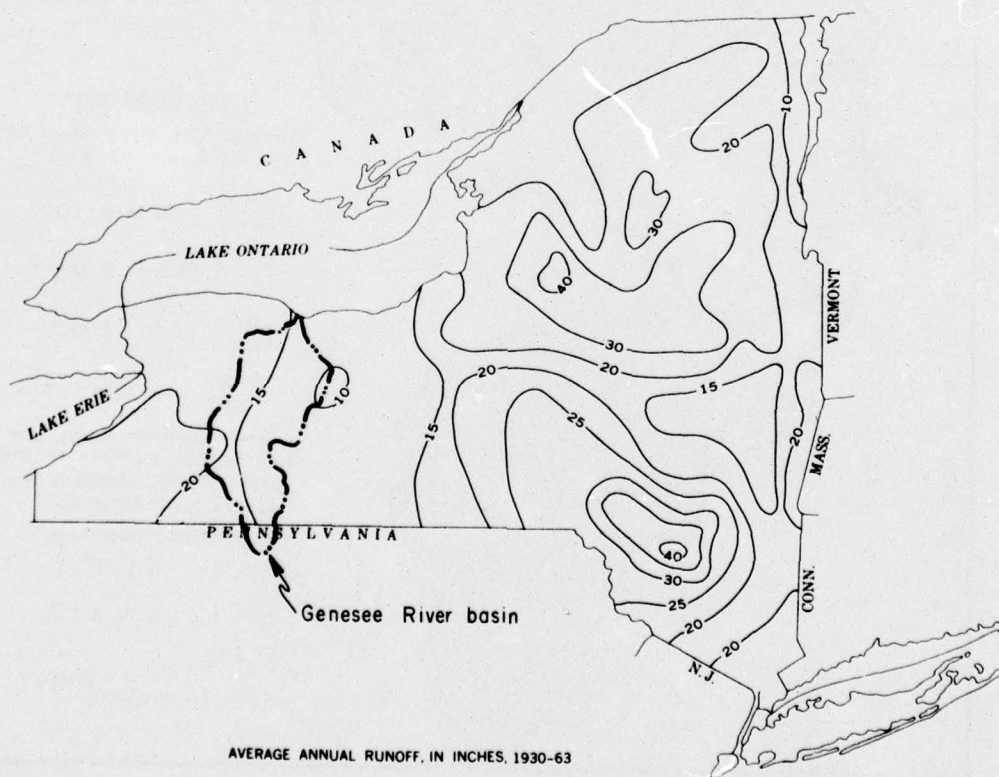 C A N A D A
LAKE ONTARIO
LAKE ERIE
VERMONT
MASS.
CONN.
N.J.
PENNSYLVANIA
Genesee River basin
10
20
30
40
30
20
15
20
15
10
20
15
20
25
20
40
30
25
20
20
AVERAGE ANNUAL RUNOFF, IN INCHES, 1930-63